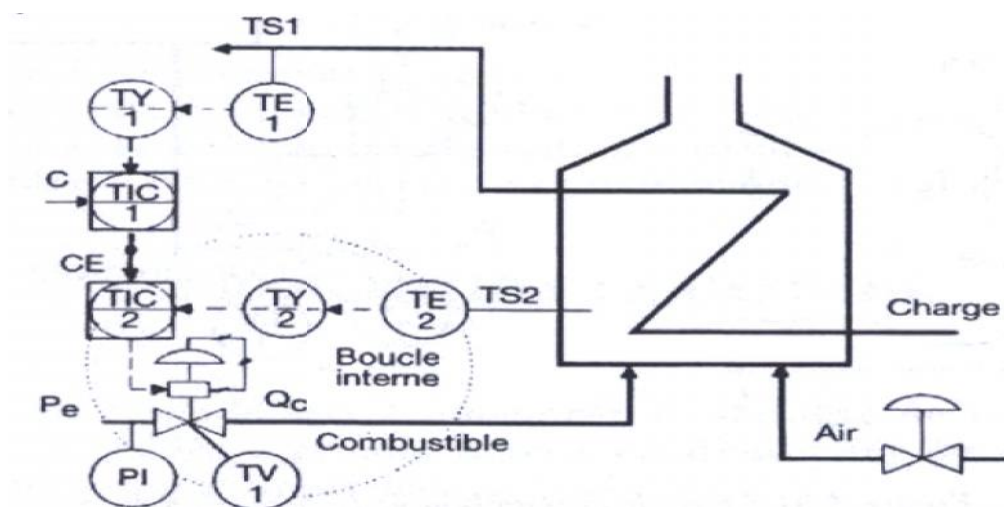 TS1
TY
1
TE
1
C
TIC
1
CE
TIC
2
TY
2
TE
2
TS2
Charge
Boucle
interne
Pe
Qc
Combustible
Air
PI
TV
1